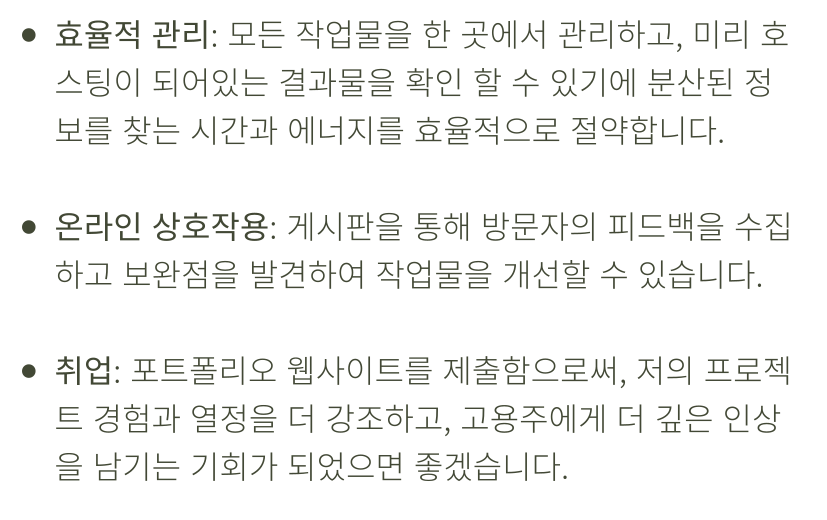 • 효율적 관리: 모든 작업물을 한 곳에서 관리하고, 미리 호
스팅이 되어있는 결과물을 확인 할 수 있기에 분산된 정
보를 찾는 시간과 에너지를 효율적으로 절약합니다.
• 온라인 상호작용: 게시판을 통해 방문자의 피드백을 수집
하고 보완점을 발견하여 작업물을 개선할 수 있습니다.
• 취업: 포트폴리오 웹사이트를 제출함으로써, 저의 프로젝
트 경험과 열정을 더 강조하고, 고용주에게 더 깊은 인상
을 남기는 기회가 되었으면 좋겠습니다.